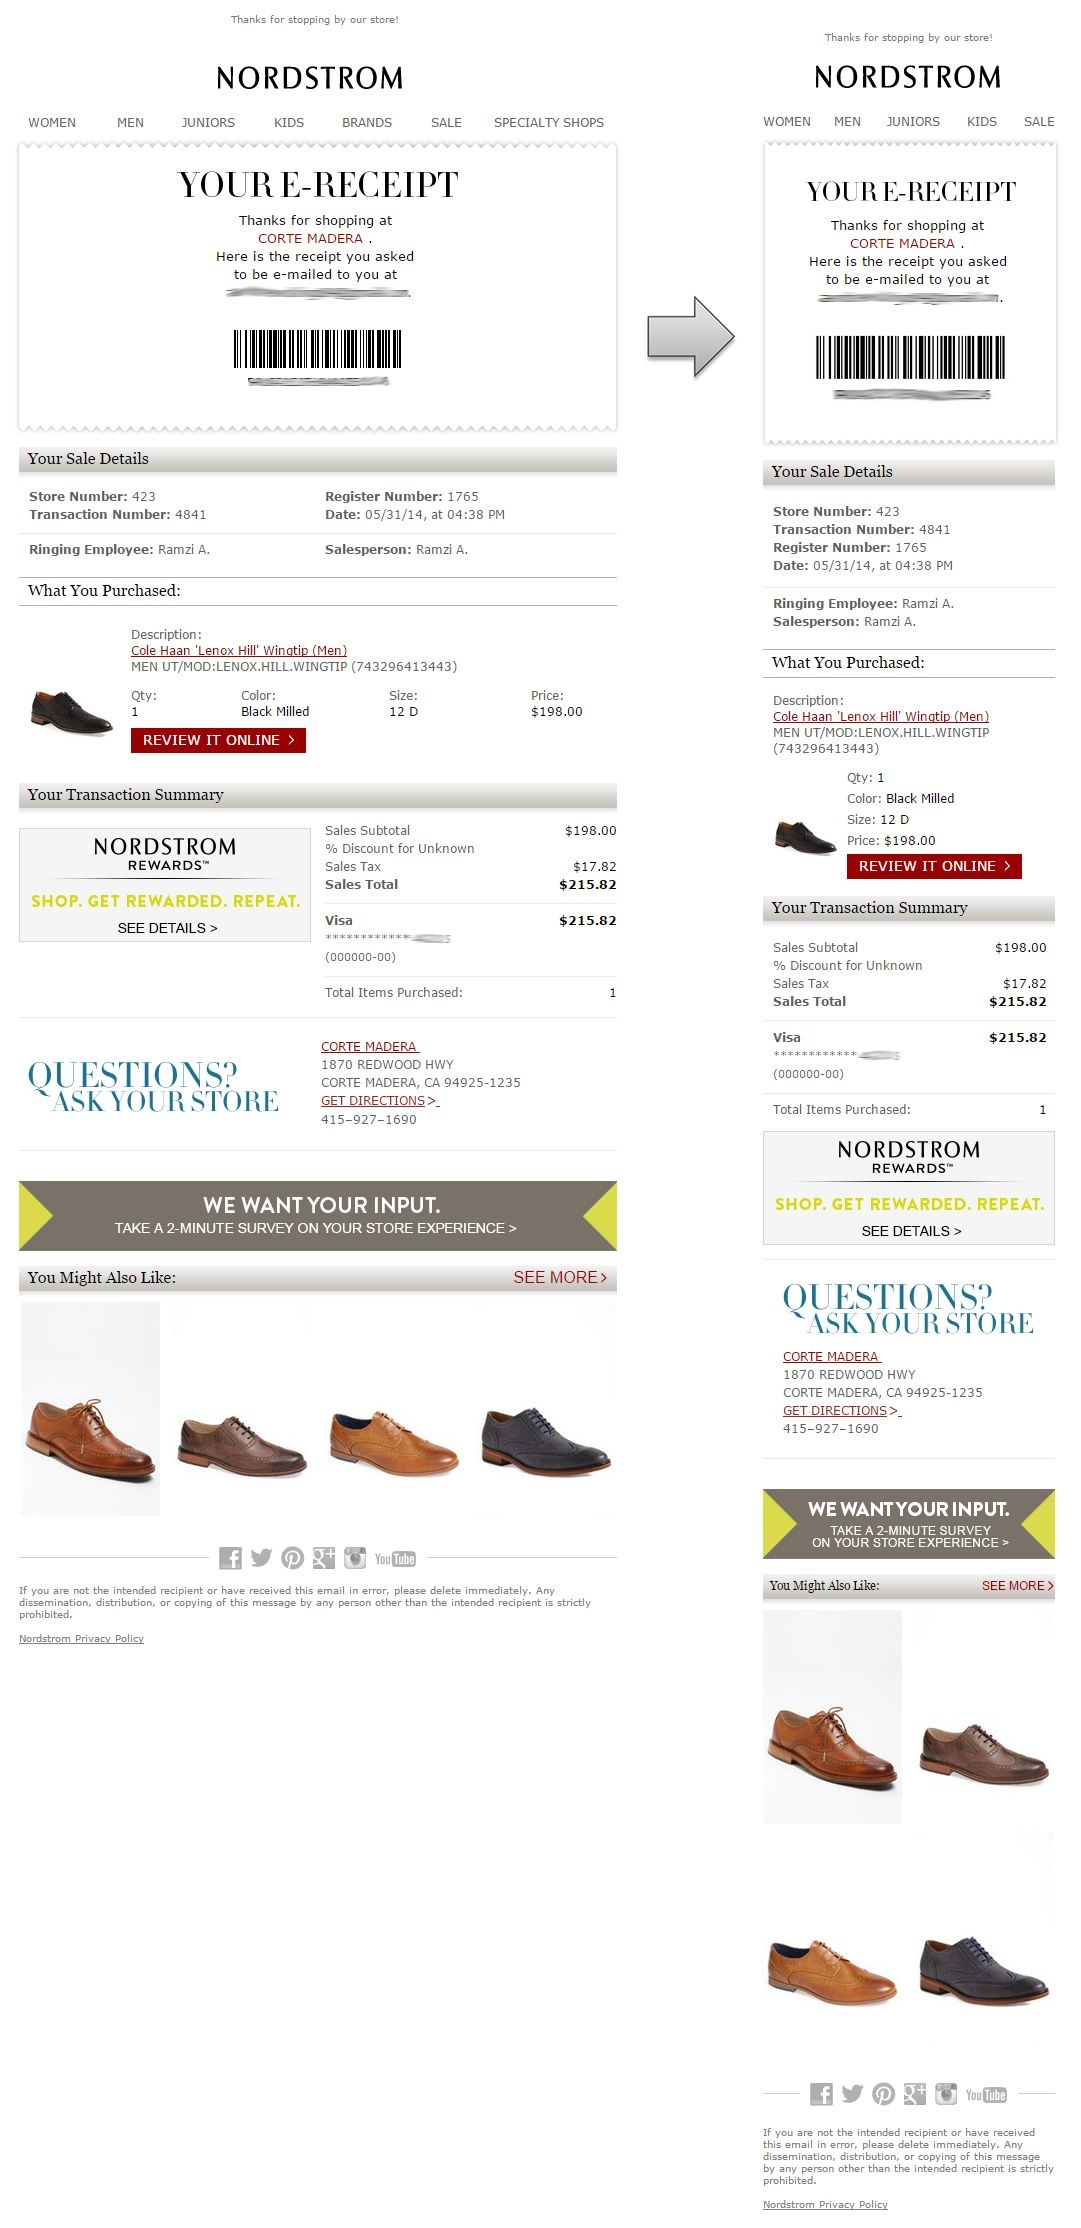 Thanks for stopping by our store!
NORDSTROM
WOMEN MEN JUNIORS KIDS BRANDS SALE SPECIALTY SHOPS
YOUR E-RECEIPT
Thanks for shopping at
CORTE MADERA .
Here is the receipt you asked
to be e-mailed to you at
.
Your Sale Details
Store Number: 423 Register Number: 1765
Transaction Number: 4841 Date: 05/31/14, at 04:38 PM
Ringing Employee: Ramzi A. Salesperson: Ramzi A.
What You Purchased:
Description:
Cole Haan 'Lenox Hill' Wingtip (Men)
MEN UT/MOD:LENOX.HILL.WINGTIP (743296413443)
Qty: Color: Size: Price:
1 Black Milled 12 D $198.00
REVIEW IT ONLINE >
Your Transaction Summary
NORDSTROM
REWARDS™
SHOP. GET REWARDED. REPEAT.
SEE DETAILS >
Sales Subtotal $198.00
% Discount for Unknown
Sales Tax $17.82
Sales Total $215.82
Visa $215.82
************
(000000-00)
Total Items Purchased: 1
QUESTIONS?
ASK YOUR STORE
CORTE MADERA
1870 REDWOOD HWY
CORTE MADERA, CA 94925-1235
GET DIRECTIONS >
415-927-1690
WE WANT YOUR INPUT.
TAKE A 2-MINUTE SURVEY ON YOUR STORE EXPERIENCE >
You Might Also Like: SEE MORE >
f g+ You Tube
If you are not the intended recipient or have received this email in error, please delete immediately. Any
dissemination, distribution, or copying of this message by any person other than the intended recipient is strictly
prohibited.
Nordstrom Privacy Policy
Thanks for stopping by our store!
NORDSTROM
WOMEN MEN JUNIORS KIDS SALE
YOUR E-RECEIPT
Thanks for shopping at
CORTE MADERA .
Here is the receipt you asked
to be e-mailed to you at
.
Your Sale Details
Store Number: 423
Transaction Number: 4841
Register Number: 1765
Date: 05/31/14, at 04:38 PM
Ringing Employee: Ramzi A.
Salesperson: Ramzi A.
What You Purchased:
Description:
Cole Haan 'Lenox Hill' Wingtip (Men)
MEN UT/MOD:LENOX.HILL.WINGTIP
(743296413443)
Qty: 1
Color: Black Milled
Size: 12 D
Price: $198.00
REVIEW IT ONLINE >
Your Transaction Summary
Sales Subtotal $198.00
% Discount for Unknown
Sales Tax $17.82
Sales Total $215.82
Visa $215.82
************
(000000-00)
Total Items Purchased: 1
NORDSTROM
REWARDS™
SHOP. GET REWARDED. REPEAT.
SEE DETAILS >
QUESTIONS?
ASK YOUR STORE
CORTE MADERA
1870 REDWOOD HWY
CORTE MADERA, CA 94925-1235
GET DIRECTIONS >
415-927-1690
WE WANT YOUR INPUT.
TAKE A 2-MINUTE SURVEY
ON YOUR STORE EXPERIENCE >
You Might Also Like: SEE MORE >
f g+ You Tube
If you are not the intended recipient or have received
this email in error, please delete immediately. Any
dissemination, distribution, or copying of this message
by any person other than the intended recipient is strictly
prohibited.
Nordstrom Privacy Policy